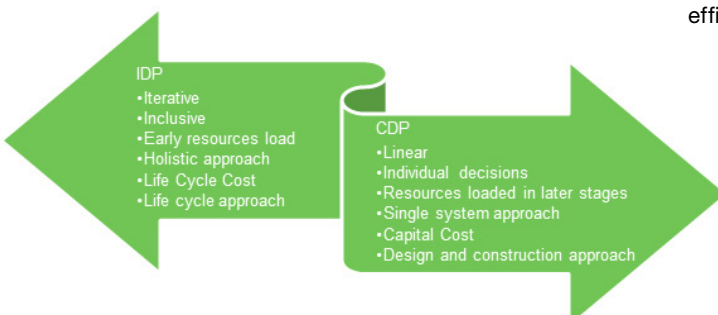 effi
IDP
•Iterative
•Inclusive
•Early resources load
•Holistic approach
•Life Cycle Cost
•Life cycle approach
CDP
•Linear
•Individual decisions
•Resources loaded in later stages
•Single system approach
•Capital Cost
•Design and construction approach